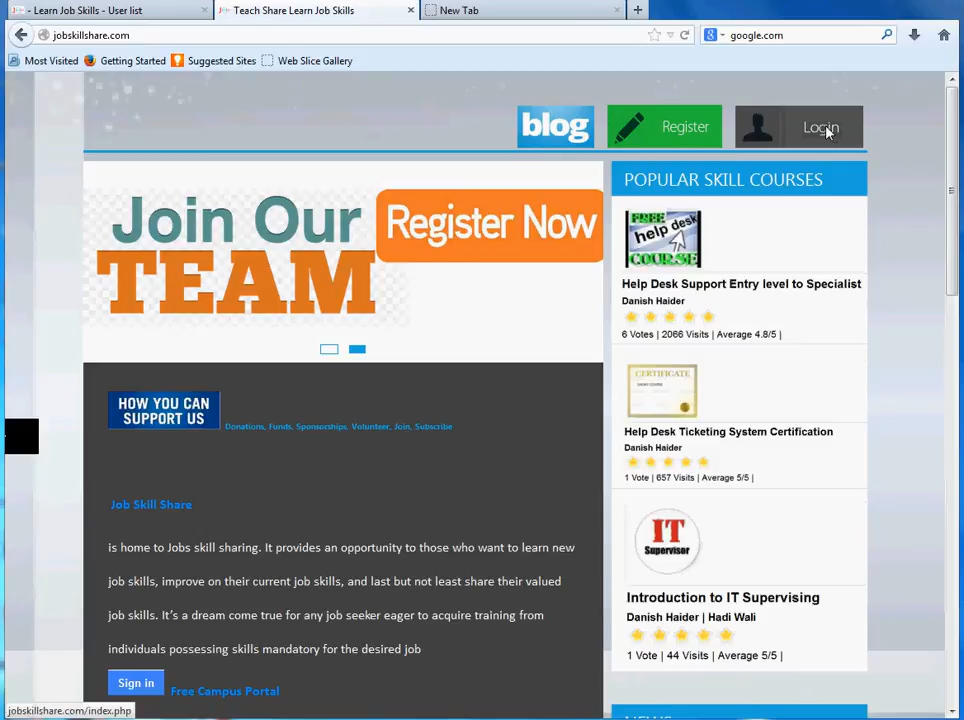 - Learn Job Skills - User list
Teach Share Learn Job Skills
New Tab
jobskillshare.com
google.com
Most Visited
Getting Started
Suggested Sites
Web Slice Gallery
blog
Register
Login
Join Our
TEAM
Register Now
POPULAR SKILL COURSES
FREE
help desk
COURSE
Help Desk Support Entry level to Specialist
Danish Haider
6 Votes | 2066 Visits | Average 4.8/5 |
CERTIFICATE
Help Desk Ticketing System Certification
Danish Haider
1 Vote | 657 Visits | Average 5/5 |
IT
Supervisor
Introduction to IT Supervising
Danish Haider | Hadi Wali
1 Vote | 44 Visits | Average 5/5 |
HOW YOU CAN
SUPPORT US
Donations, Funds, Sponsorships, Volunteer, Join, Subscribe
Job Skill Share
is home to Jobs skill sharing. It provides an opportunity to those who want to learn new
job skills, improve on their current job skills, and last but not least share their valued
job skills. It's a dream come true for any job seeker eager to acquire training from
individuals possessing skills mandatory for the desired job
Sign in
Free Campus Portal
jobskillshare.com/index.php